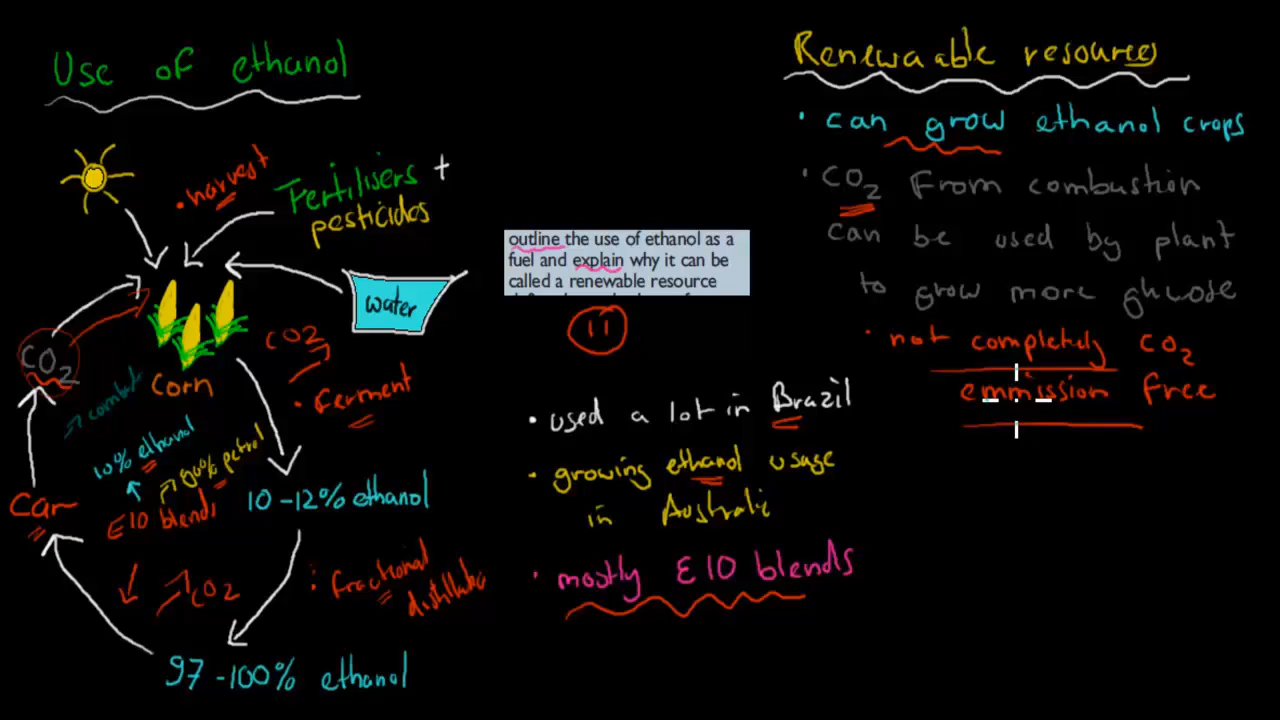 Use of ethanol
• harvest
Fertilisers +
pesticides
water
CO2
Corn
CO2
• Ferment
10% ethanol
90% petrol
E10 blends
Car
10-12% ethanol
CO2
: fractional
97-100% ethanol
outline the use of ethanol as a
fuel and explain why it can be
called a renewable resource
11
• used a lot in Brazil
• growing ethanol usage
in
• mostly E10 blends
Renewable resources
• can grow ethanol crops
• CO2 From combustion
can be used by plant
to grow more glucose
• not completely CO2
emmission free